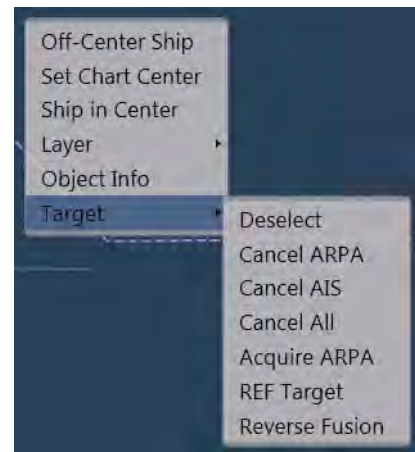 Off-Center Ship
Set Chart Center
Ship in Center
Layer
Object Info
Target
Deselect
Cancel ARPA
Cancel AIS
Cancel All
Acquire ARPA
REF Target
Reverse Fusion